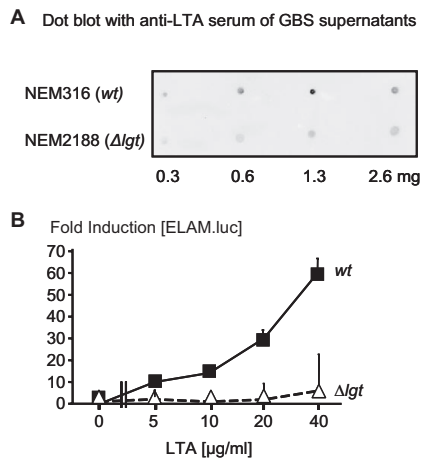 A Dot blot with anti-LTA serum of GBS supernatants
NEM316 (wt)
NEM2188 (Δlgt)
0.3 0.6 1.3 2.6 mg
B
Fold Induction [ELAM.luc]
70
60
50
40
30
20
10
0
wt
Δlgt
0 5 10 20 40
LTA [µg/ml]